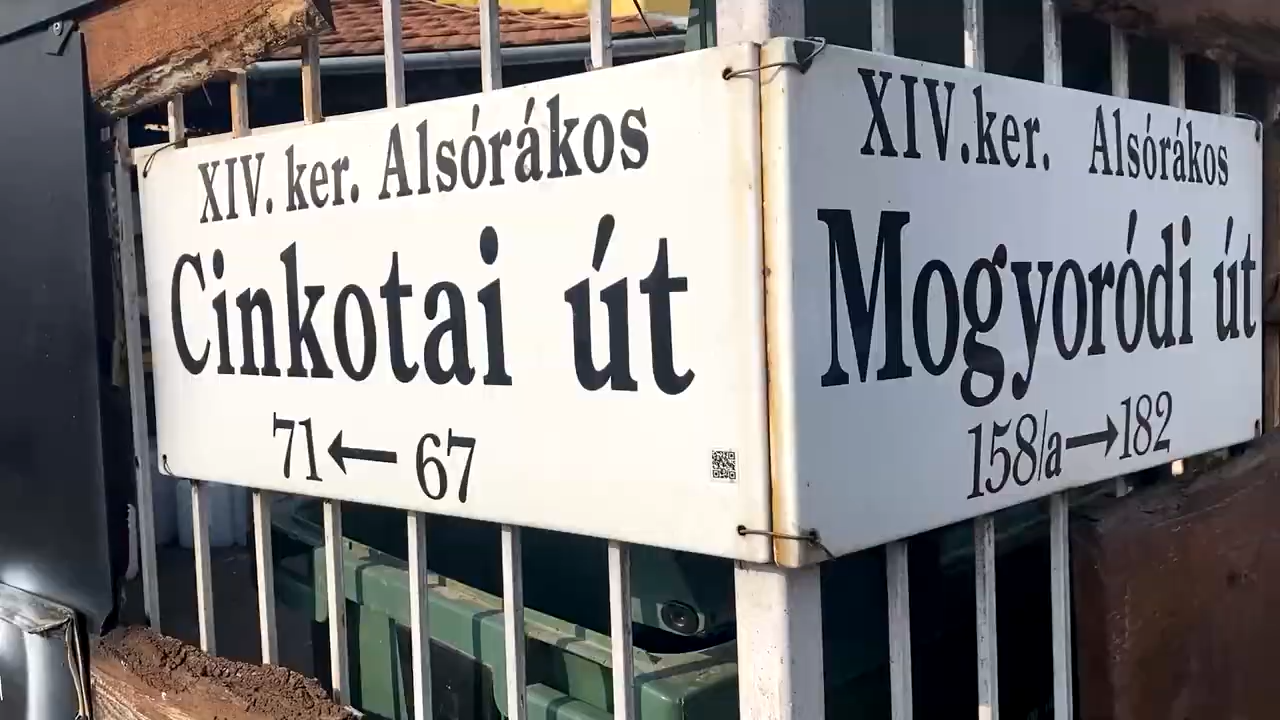 XIV. ker. Alsórákos
Cinkotai út
71 ← 67
XIV. ker. Alsórákos
Mogyoródi út
158/a → 182